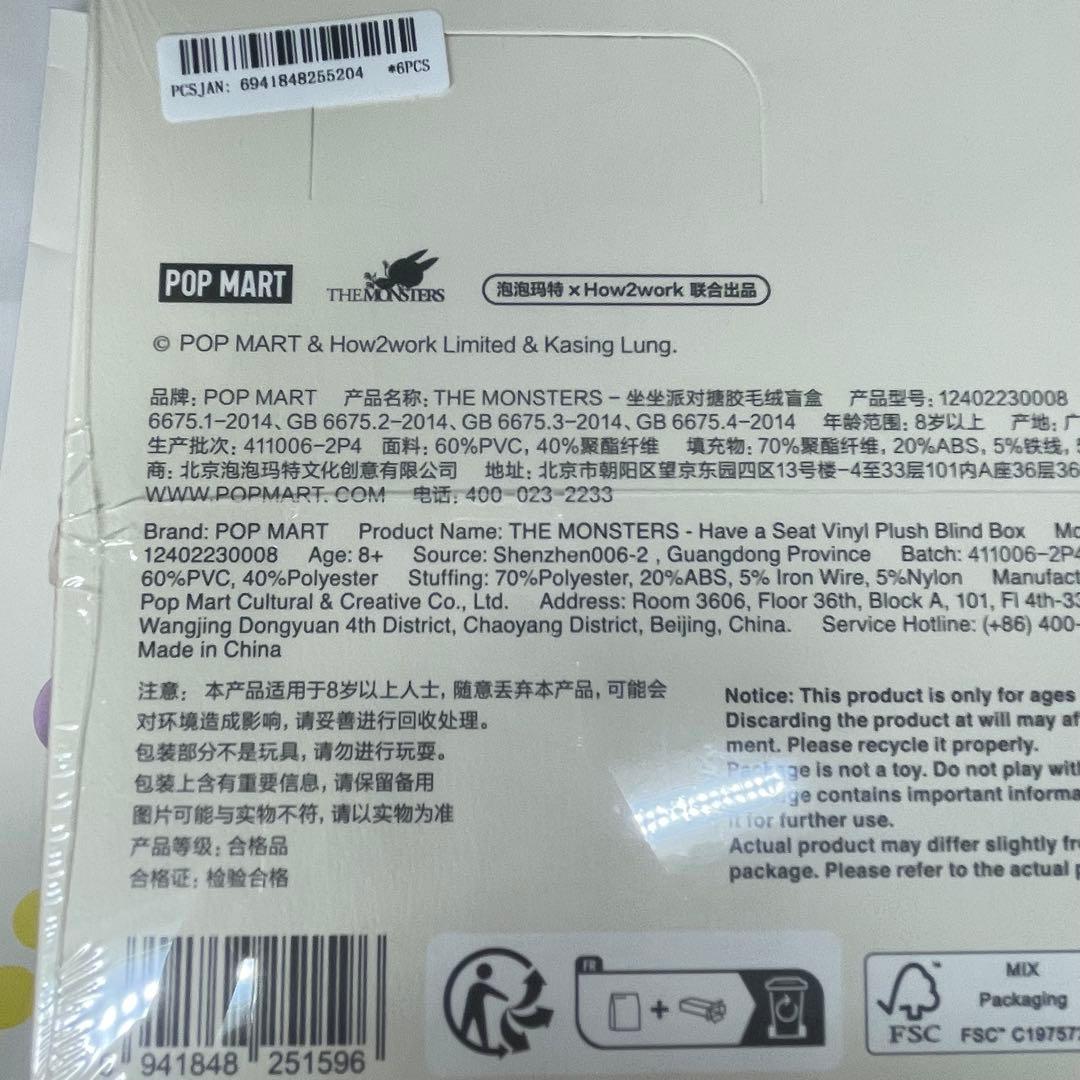 PCSJAN: 6941848255204 *6PCS
POP MART
THE MONSTERS
泡泡玛特 × How2work 联合出品
© POP MART & How2work Limited & Kasing Lung.
品牌: POP MART 产品名称: THE MONSTERS – 坐坐派对搪胶毛绒盲盒 产品型号: 12402230008
6675.1-2014、GB 6675.2-2014、GB 6675.3-2014、GB 6675.4-2014 年龄范围: 8岁以上 产地: 广
生产批次: 411006-2P4 面料: 60%PVC, 40%聚酯纤维 填充物: 70%聚酯纤维, 20%ABS, 5%铁线,
商: 北京泡泡玛特文化创意有限公司 地址: 北京市朝阳区望京东园四区13号楼-4至33层101内A座36层36
WWW.POPMART.COM 电话: 400-023-2233
Brand: POP MART Product Name: THE MONSTERS - Have a Seat Vinyl Plush Blind Box Mo
12402230008 Age: 8+ Source: Shenzhen006-2 , Guangdong Province Batch: 411006-2P4
60%PVC, 40%Polyester Stuffing: 70%Polyester, 20%ABS, 5% Iron Wire, 5%Nylon Manufact
Pop Mart Cultural & Creative Co., Ltd. Address: Room 3606, Floor 36th, Block A, 101, Fl 4th-33
Wangjing Dongyuan 4th District, Chaoyang District, Beijing, China. Service Hotline: (+86) 400-
Made in China
注意: 本产品适用于8岁以上人士, 随意丢弃本产品, 可能会
对环境造成影响, 请妥善进行回收处理。
包装部分不是玩具, 请勿进行玩耍。
包装上含有重要信息, 请保留备用
图片可能与实物不符, 请以实物为准
产品等级: 合格品
合格证: 检验合格
Notice: This product is only for ages
Discarding the product at will may af
ment. Please recycle it properly.
Package is not a toy. Do not play with
ge contains important informa
it for further use.
Actual product may differ slightly fr
package. Please refer to the actual p
941848 251596
FR
+
FSC
MIX
Packaging
FSC™ C19757